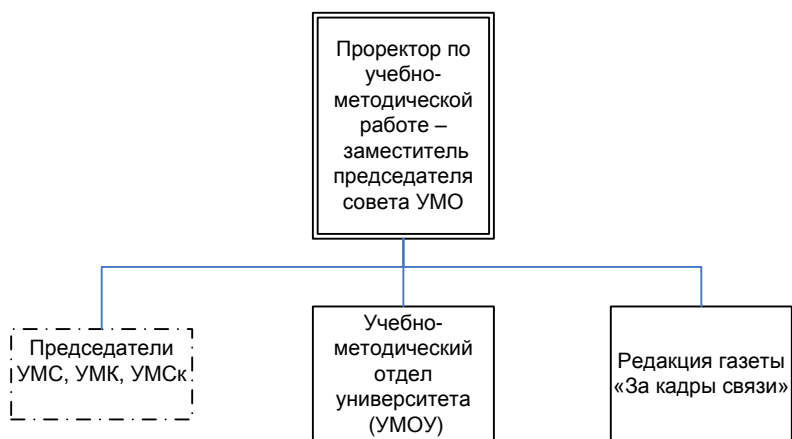 Проректор по
учебно-
методической
работе –
заместитель
председателя
совета УМО
Председатели
УМС, УМК, УМСк
Учебно-
методический
отдел
университета
(УМОУ)
Редакция газеты
«За кадры связи»